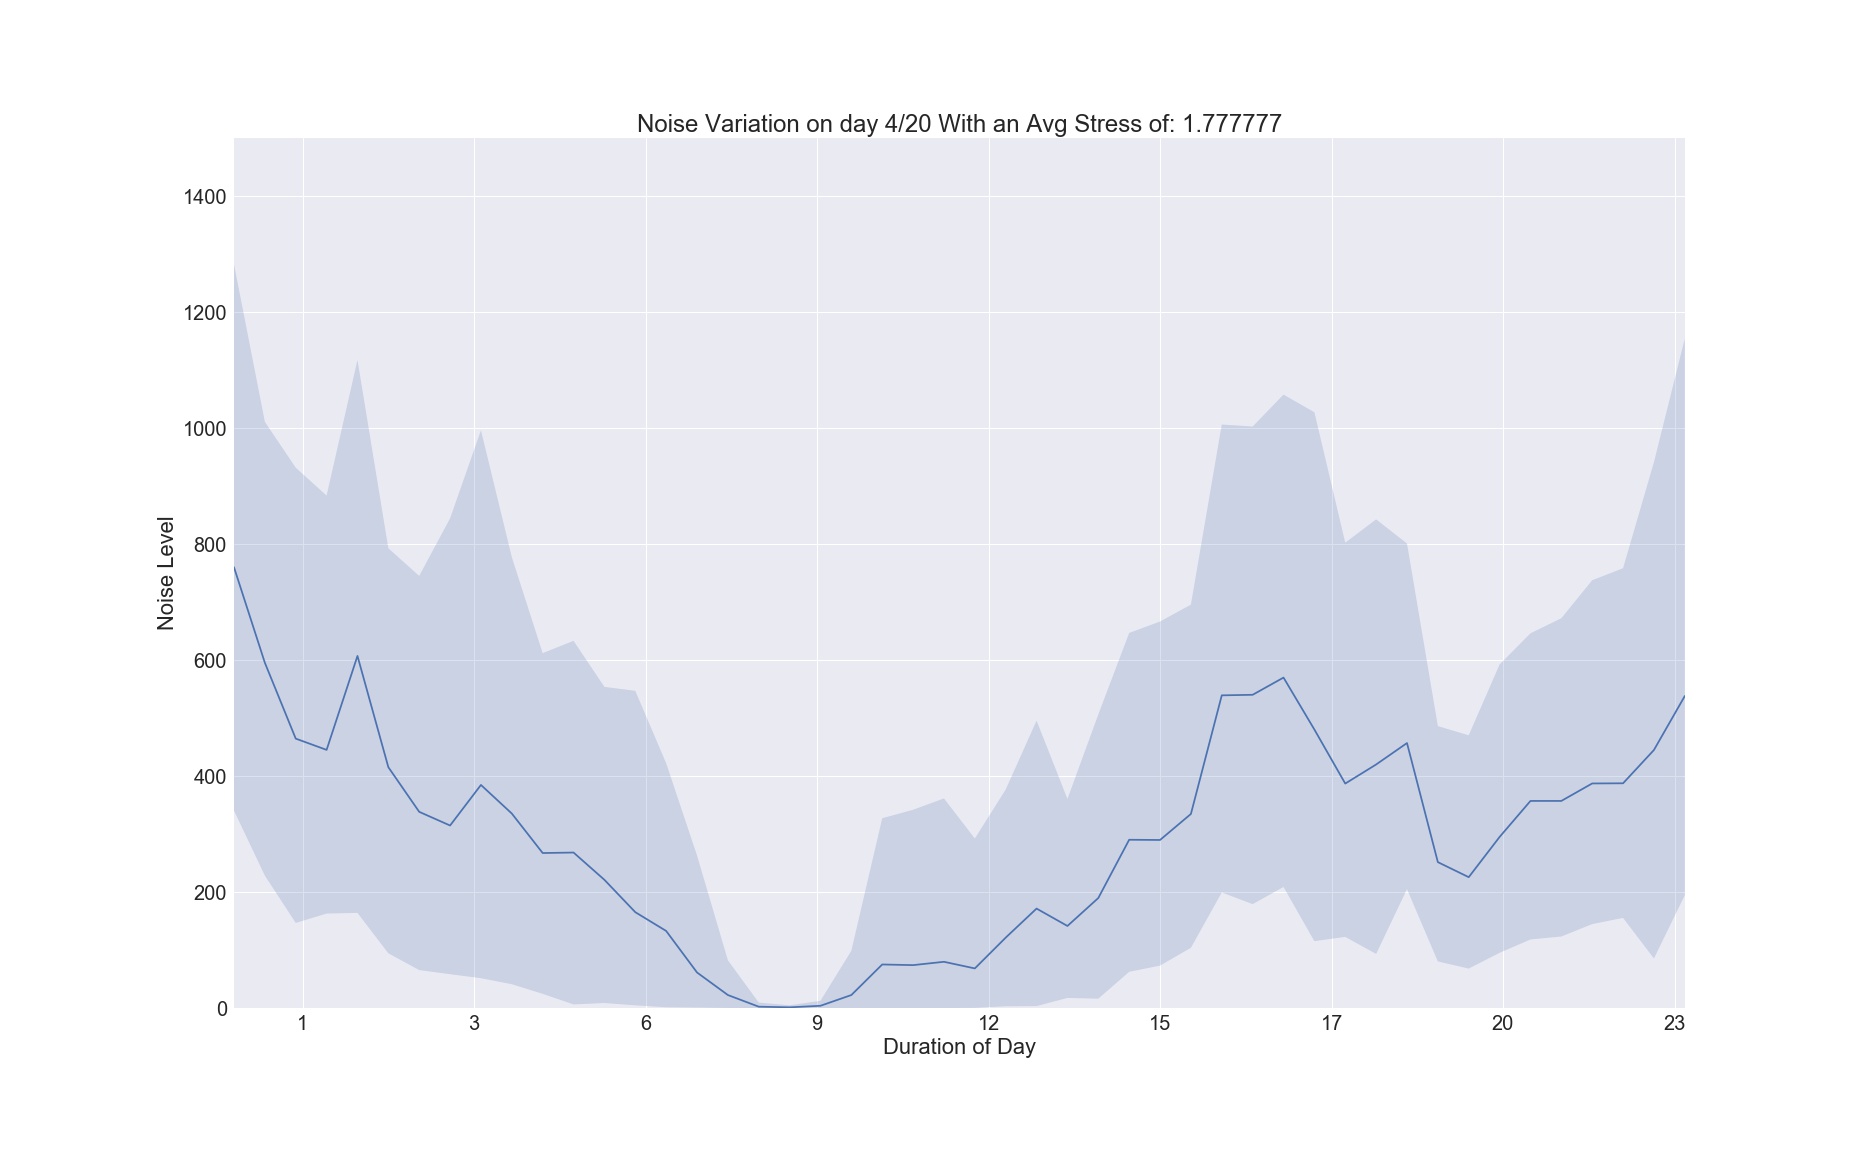 Noise Variation on day 4/20 With an Avg Stress of: 1.777777
1400
1200
1000
800
600
400
200
0
Noise Level
1 3 6 9 12 15 17 20 23
Duration of Day